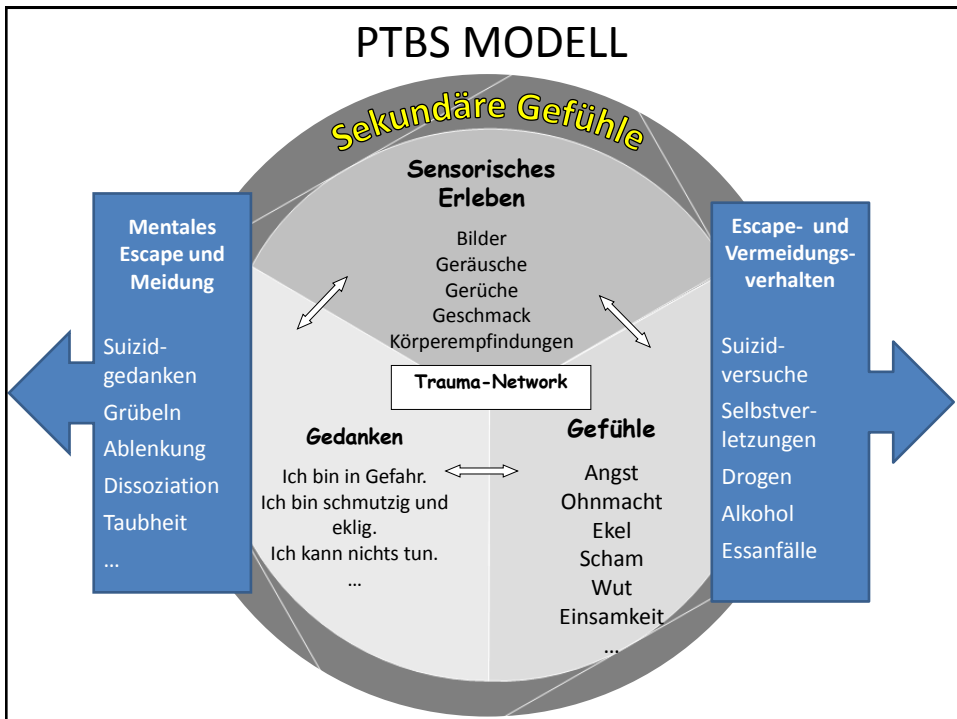 PTBS MODELL
Sekundäre Gefühle
Sensorisches
Erleben
Bilder
Geräusche
Gerüche
Geschmack
Körperempfindungen
Mentales
Escape und
Meidung
Suizid-
gedanken
Grübeln
Ablenkung
Dissoziation
Taubheit
...
Trauma-Network
Gedanken
Ich bin in Gefahr.
Ich bin schmutzig und
eklig.
Ich kann nichts tun.
...
Gefühle
Angst
Ohnmacht
Ekel
Scham
Wut
Einsamkeit
...
Escape- und
Vermeidungs-
verhalten
Suizid-
versuche
Selbstver-
letzungen
Drogen
Alkohol
Essanfälle